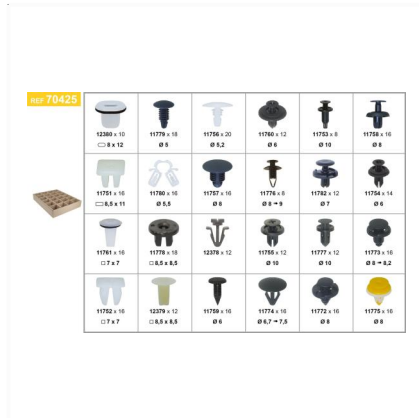 REF 70425
12380 x 10
11779 x 18
11756 x 20
11760 x 12
11753 x 8
11758 x 16
▭ 8 x 12
Ø 5
Ø 5,2
Ø 6
Ø 10
Ø 8
11751 x 16
11780 x 16
11757 x 16
11776 x 8
11782 x 12
11754 x 14
▭ 8,5 x 11
Ø 5,5
Ø 8
Ø 8 → 9
Ø 7
Ø 6
11761 x 16
11778 x 18
12378 x 12
11755 x 12
11777 x 12
11773 x 16
□ 7 x 7
□ 8,5 x 8,5
Ø 10
Ø 10
Ø 8 → 8,2
11752 x 16
12379 x 12
11759 x 16
11774 x 16
11772 x 16
11775 x 16
□ 7 x 7
□ 8,5 x 8,5
Ø 6
Ø 6,7 → 7,5
Ø 8
Ø 8